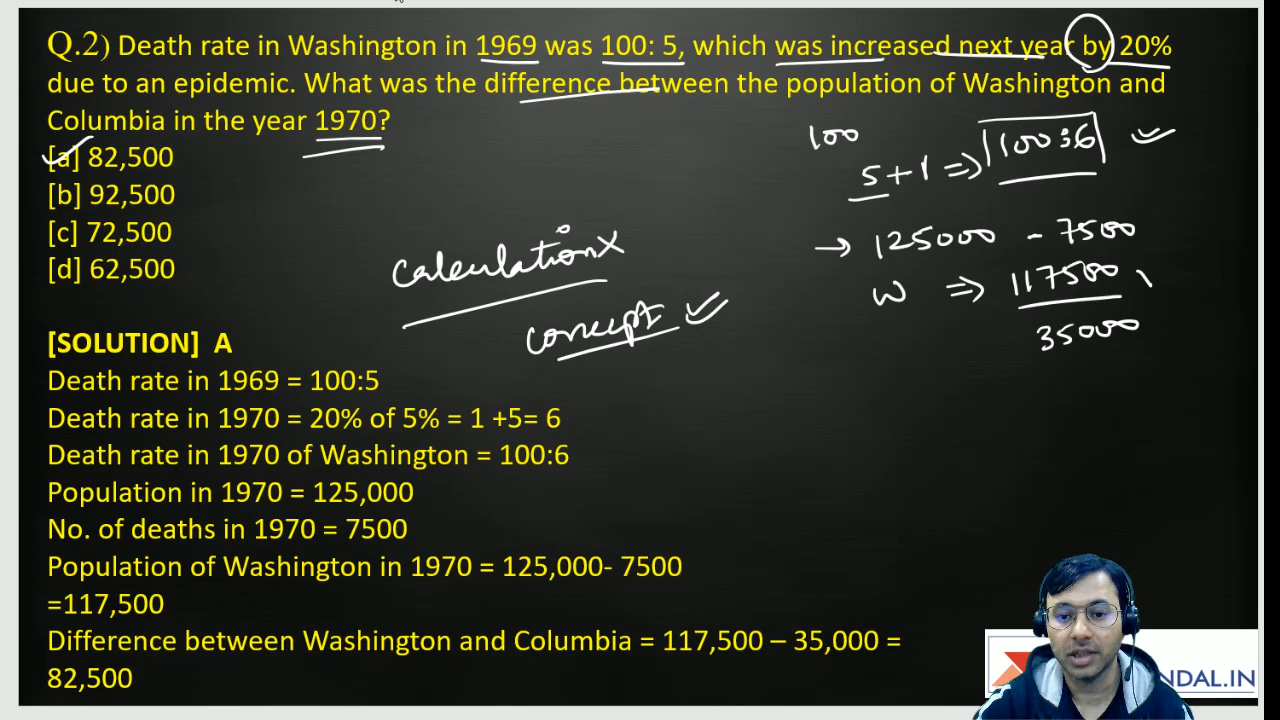 Q.2) Death rate in Washington in 1969 was 100: 5, which was increased next year by 20%
due to an epidemic. What was the difference between the population of Washington and
Columbia in the year 1970?
[a] 82,500
[b] 92,500
[c] 72,500
[d] 62,500
100
5+1 => 100:6
→ 125000 - 7500
W => 117500
35000
calculation x
concept
[SOLUTION] A
Death rate in 1969 = 100:5
Death rate in 1970 = 20% of 5% = 1 +5= 6
Death rate in 1970 of Washington = 100:6
Population in 1970 = 125,000
No. of deaths in 1970 = 7500
Population of Washington in 1970 = 125,000- 7500
=117,500
Difference between Washington and Columbia = 117,500 – 35,000 =
82,500
NDAL.IN